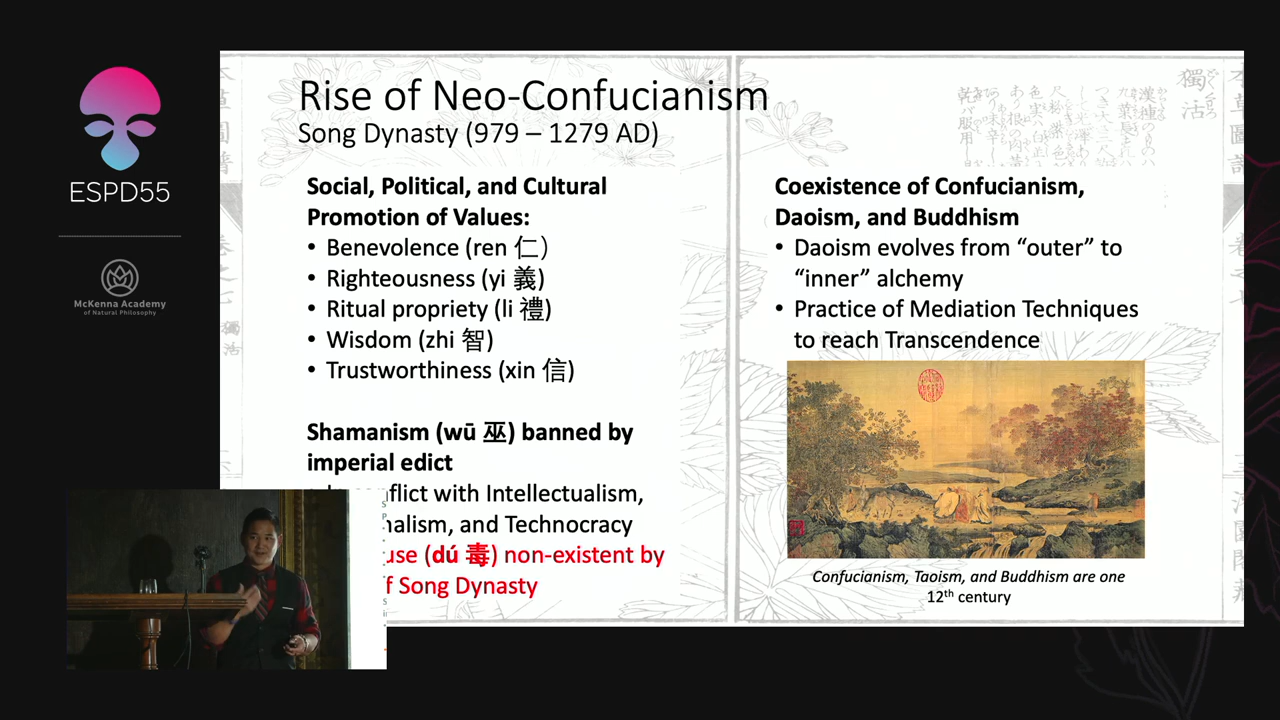 ESPD55
McKenna Academy
of Natural Philosophy
Rise of Neo-Confucianism
Song Dynasty (979 – 1279 AD)
Social, Political, and Cultural
Promotion of Values:
• Benevolence (ren 仁)
• Righteousness (yi 義)
• Ritual propriety (li 禮)
• Wisdom (zhi 智)
• Trustworthiness (xin 信)
Shamanism (wū 巫) banned by
imperial edict
with Intellectualism,
and Technocracy
(dú 毒) non-existent by
Song Dynasty
Coexistence of Confucianism,
Daoism, and Buddhism
• Daoism evolves from “outer” to
“inner” alchemy
• Practice of Mediation Techniques
to reach Transcendence
Confucianism, Taoism, and Buddhism are one
12th century
獨活